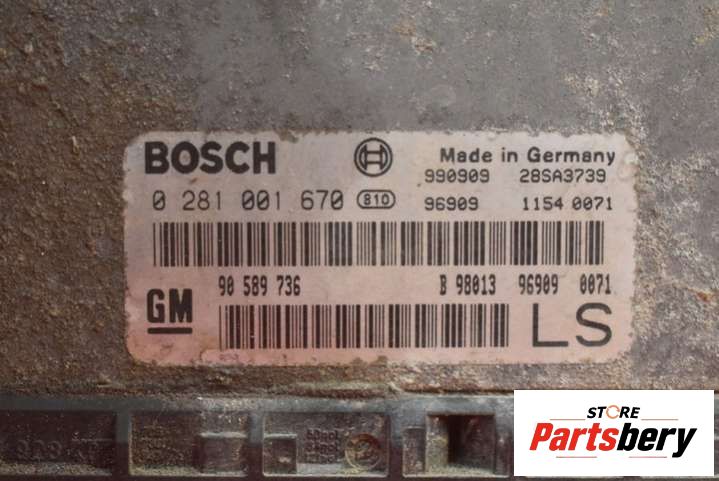 BOSCH
Made in Germany
990909 28SA3739
0 281 001 670 810
96909 1154 0071
90 589 736 B 98013 96909 0071
GM
LS
STORE
Partsbery